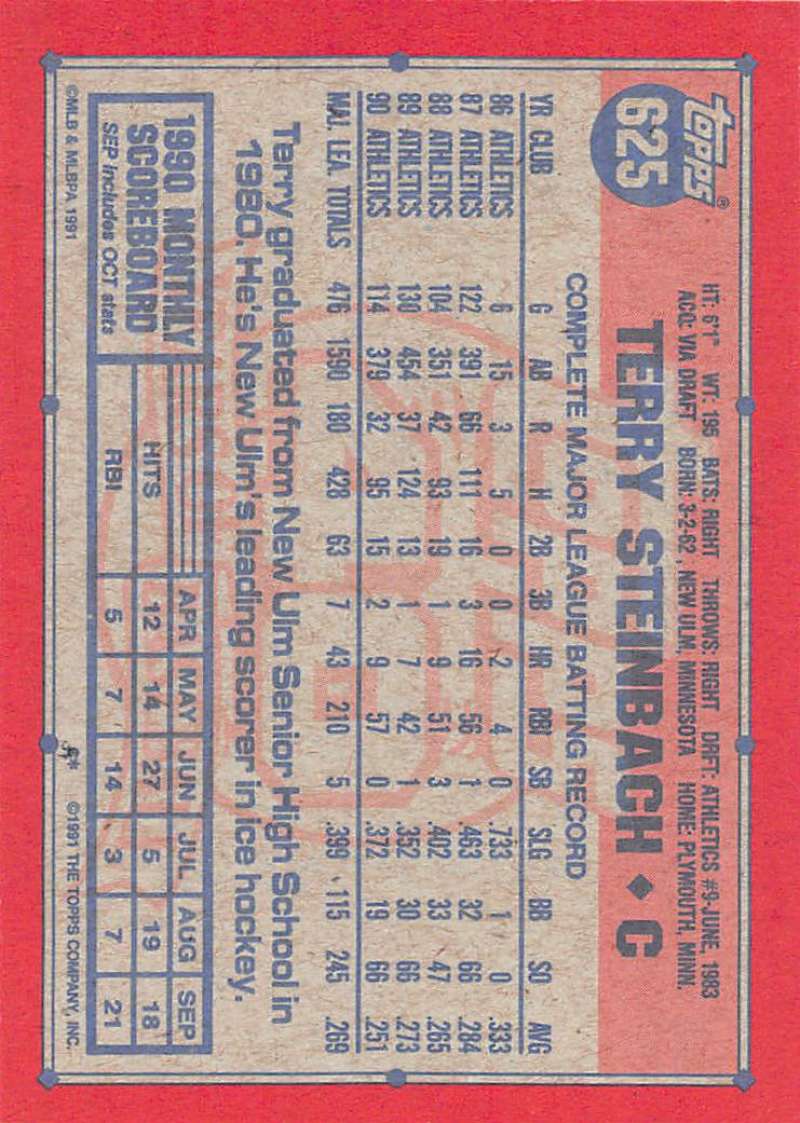 topps®
625
HT: 6'1" WT: 195 BATS: RIGHT THROWS: RIGHT DRFT: ATHLETICS #9-JUNE, 1983
ACQ: VIA DRAFT BORN: 3-2-62, NEW ULM, MINNESOTA HOME: PLYMOUTH, MINN.
TERRY STEINBACH ◆ C
COMPLETE MAJOR LEAGUE BATTING RECORD
YR CLUB G AB R H 2B 3B HR RBI SB SLG BB SO AVG
86 ATHLETICS 6 15 3 5 0 0 2 4 0 .733 1 0 .333
87 ATHLETICS 122 391 66 111 16 3 16 56 1 .463 32 66 .284
88 ATHLETICS 104 351 42 93 19 1 9 51 3 .402 33 47 .265
89 ATHLETICS 130 454 37 124 13 1 7 42 1 .352 30 66 .273
90 ATHLETICS 114 379 32 95 15 2 9 57 0 .372 19 66 .251
MAJ. LEA. TOTALS 476 1590 180 428 63 7 43 210 5 .399 115 245 .269
Terry graduated from New Ulm Senior High School in
1980. He's New Ulm's leading scorer in ice hockey.
1990 MONTHLY
SCOREBOARD
SEP includes OCT stats
APR MAY JUN JUL AUG SEP
HITS 12 14 27 5 19 18
RBI 5 7 14 3 7 21
©MLB & MLBPA 1991
©1991 THE TOPPS COMPANY, INC.